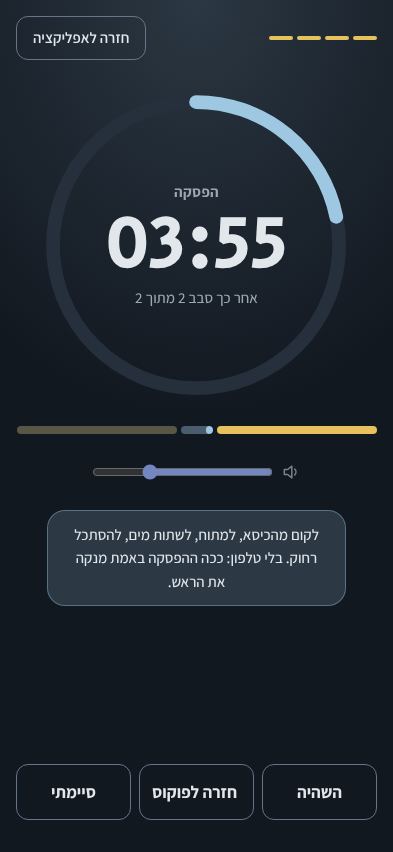 חזרה לאפליקציה
הפסקה
03:55
אחר כך סבב 2 מתוך 2
לקום מהכיסא, למתוח, לשתות מים, להסתכל
רחוק. בלי טלפון: ככה ההפסקה באמת מנקה
את הראש.
השהיה
חזרה לפוקוס
סיימתי